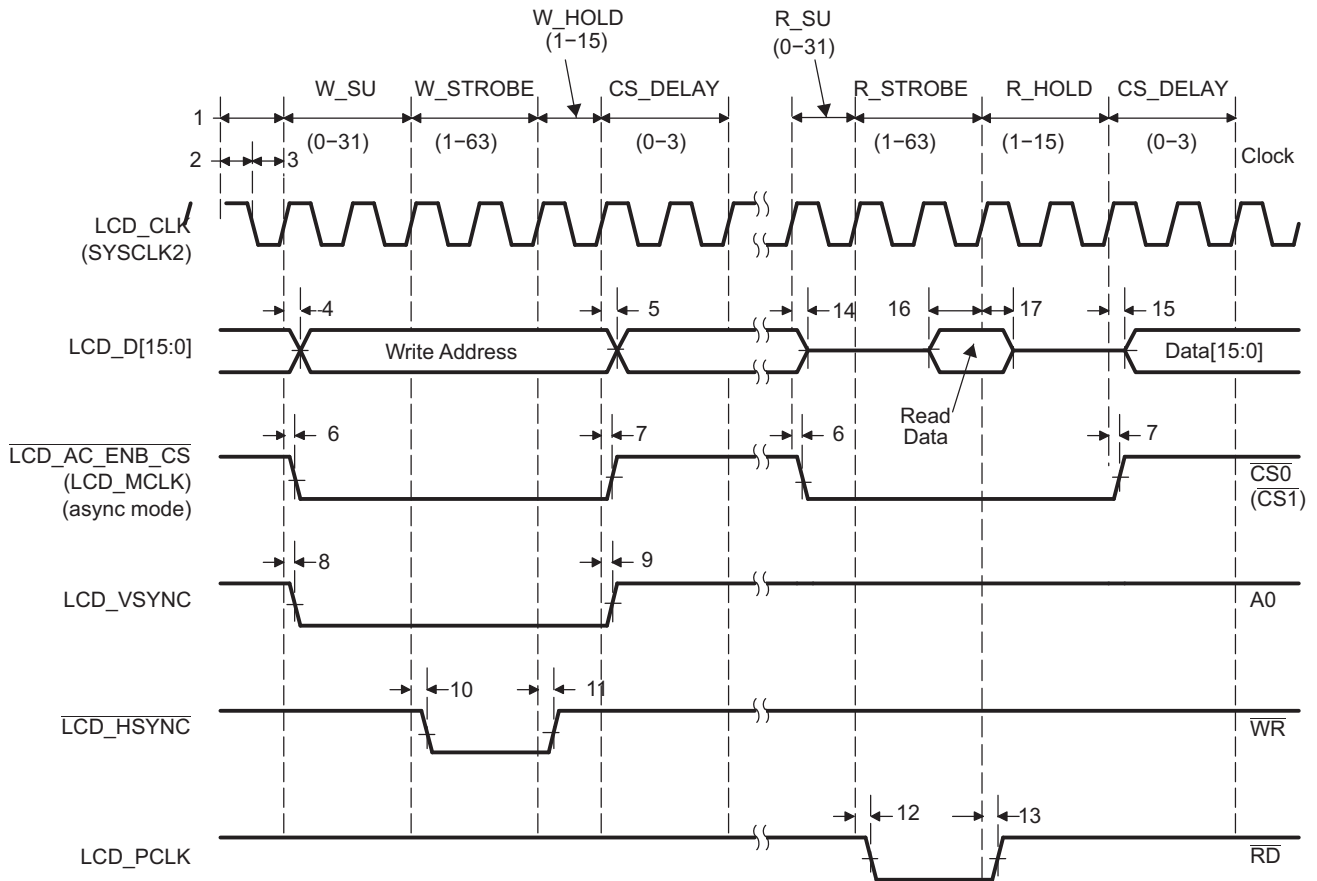 W_HOLD
(1−15)
R_SU
(0−31)
W_SU
W_STROBE
CS_DELAY
R_STROBE
R_HOLD
CS_DELAY
1
(0−31)
(1−63)
(0−3)
(1−63)
(1−15)
(0−3)
2
3
Clock
LCD_CLK
(SYSCLK2)
4
5
14
16
17
15
LCD_D[15:0]
Write Address
Data[15:0]
Read
Data
6
7
6
7
LCD_AC_ENB_CS
(LCD_MCLK)
(async mode)
CS0
(CS1)
8
9
LCD_VSYNC
A0
10
11
LCD_HSYNC
WR
12
13
LCD_PCLK
RD